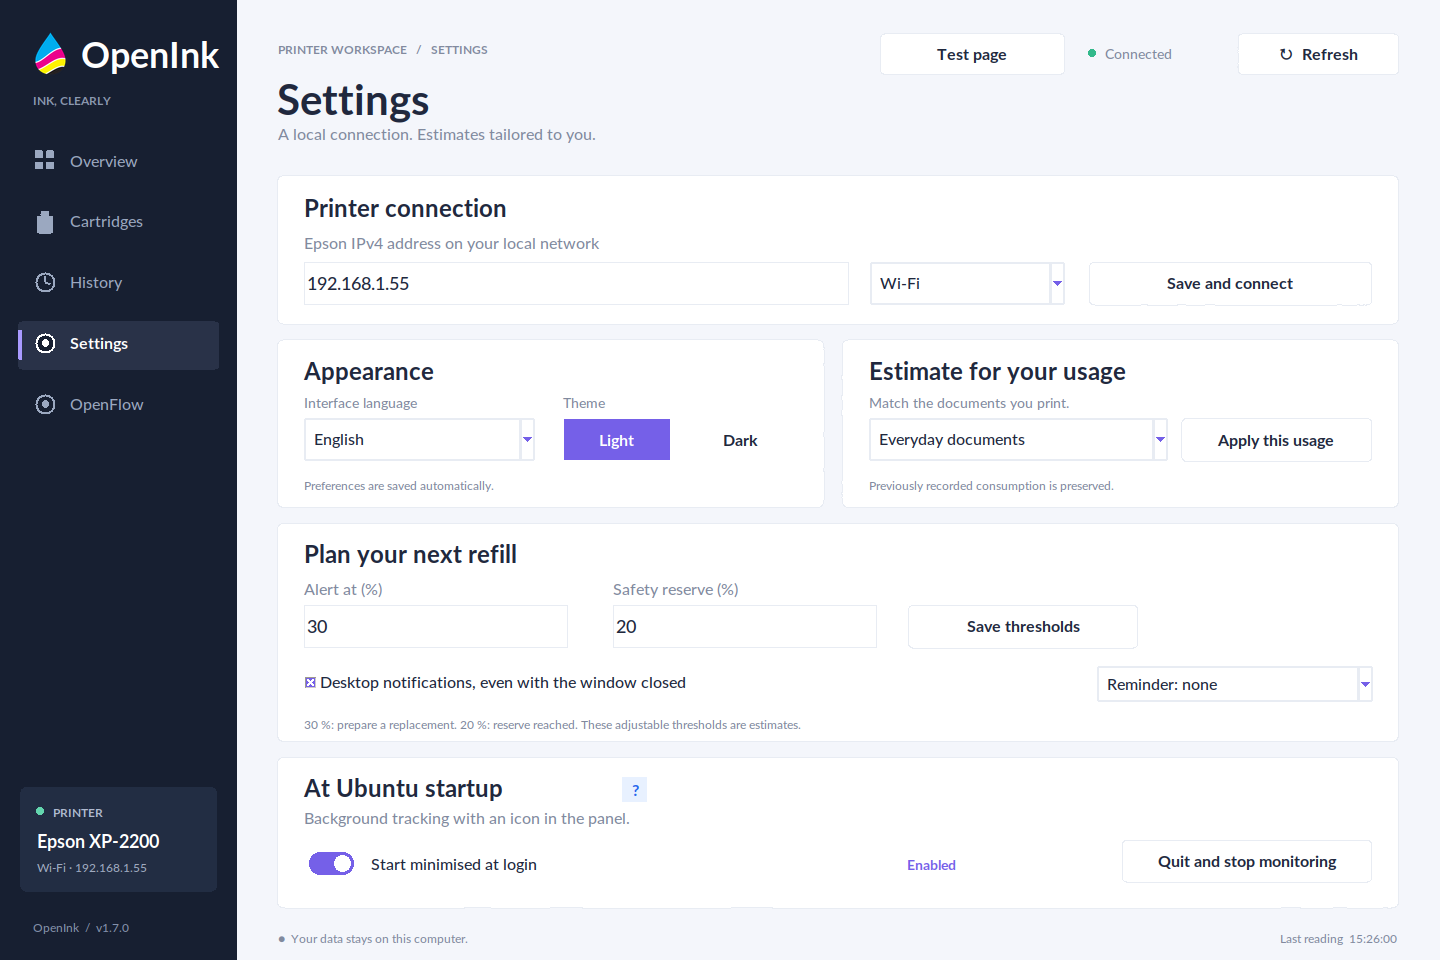 OpenInk
INK, CLEARLY
Overview
Cartridges
History
Settings
OpenFlow
PRINTER
Epson XP-2200
Wi-Fi · 192.168.1.55
OpenInk / v1.7.0
PRINTER WORKSPACE / SETTINGS
Test page
Connected
↻ Refresh
Settings
A local connection. Estimates tailored to you.
Printer connection
Epson IPv4 address on your local network
192.168.1.55
Wi-Fi
Save and connect
Appearance
Interface language
Theme
English
Light
Dark
Preferences are saved automatically.
Estimate for your usage
Match the documents you print.
Everyday documents
Apply this usage
Previously recorded consumption is preserved.
Plan your next refill
Alert at (%)
Safety reserve (%)
30
20
Save thresholds
Desktop notifications, even with the window closed
Reminder: none
30 %: prepare a replacement. 20 %: reserve reached. These adjustable thresholds are estimates.
At Ubuntu startup
?
Background tracking with an icon in the panel.
Start minimised at login
Enabled
Quit and stop monitoring
● Your data stays on this computer.
Last reading 15:26:00